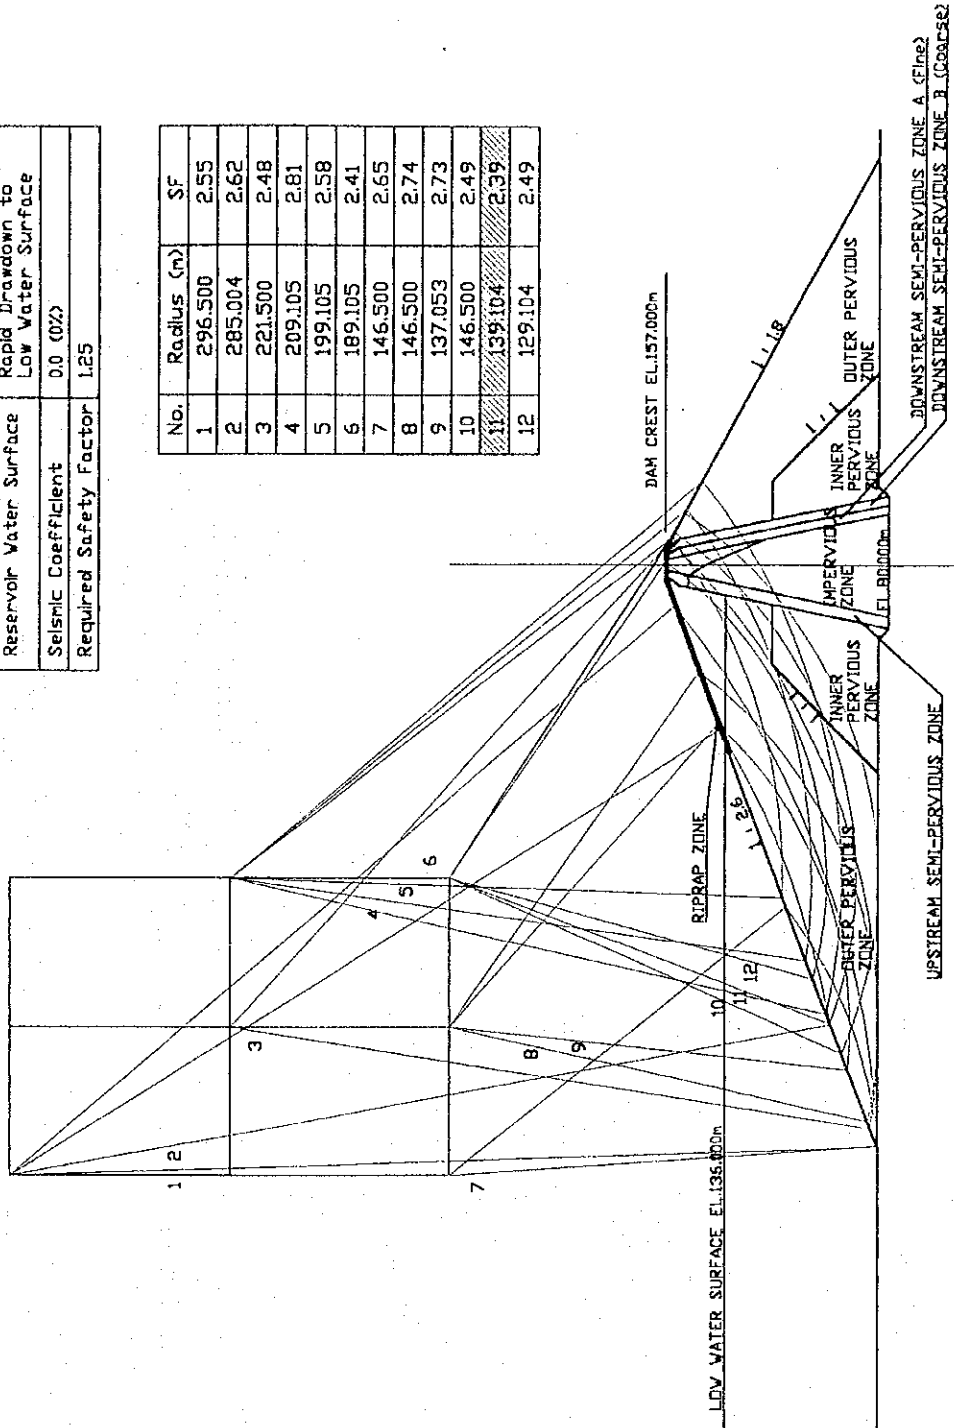 Reservoir Water Surface Rapid Drawdown to
Low Water Surface
Seismic Coefficient 0.0 (0%)
Required Safety Factor 1.25
No. Radius (m) SF
1 296.500 2.55
2 285.004 2.62
3 221.500 2.48
4 209.105 2.81
5 199.105 2.58
6 189.105 2.41
7 146.500 2.65
8 146.500 2.74
9 137.053 2.73
10 146.500 2.49
11 139.104 2.39
12 129.104 2.49
1
2
3
4
5
6
7
8
9
10
11
12
DAM CREST EL.157.000m
LOW WATER SURFACE EL.135.000m
RIPRAP ZONE
1 : 2.6
1 : 1.8
1 : 1
1 : 1
OUTER PERVIOUS
ZONE
INNER
PERVIOUS
ZONE
IMPERVIOUS
ZONE
INNER
PERVIOUS
ZONE
OUTER PERVIOUS
ZONE
EL.80.000m
UPSTREAM SEMI-PERVIOUS ZONE
DOWNSTREAM SEMI-PERVIOUS ZONE A (Fine)
DOWNSTREAM SEMI-PERVIOUS ZONE B (Coarse)